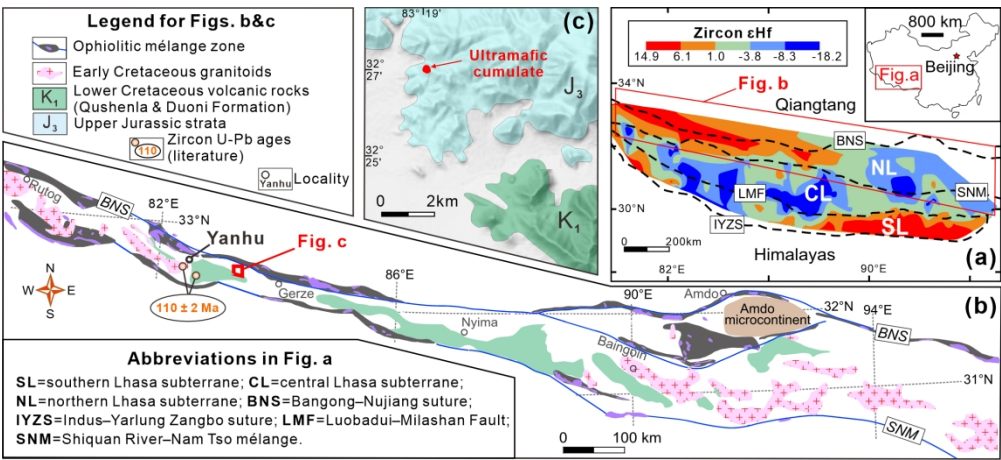 Legend for Figs. b&c
Ophiolitic mélange zone
Early Cretaceous granitoids
K₁ Lower Cretaceous volcanic rocks
(Qushenla & Duoni Formation)
J₃ Upper Jurassic strata
110 Zircon U-Pb ages
(literature)
Yanhu Locality
83° 19'
(c)
32°
27'
Ultramafic
cumulate
J₃
32°
25'
0 2km
K₁
Zircon εHf
14.9 6.1 1.0 -3.8 -8.3 -18.2
800 km
Beijing
Fig.a
34°N
Fig. b
Qiangtang
BNS
NL
LMF
CL
SNM
30°N
IYZS
SL
0 200km
Himalayas
(a)
82°E
90°E
Rutog
BNS
82°E
33°N
Yanhu
Fig. c
N
W E
S
110 ± 2 Ma
Gerze
86°E
Nyima
90°E
Amdo
Amdo
microcontinent
32°N
94°E
(b)
BNS
Baingoin
31°N
SNM
0 100 km
Abbreviations in Fig. a
SL=southern Lhasa subterrane; CL=central Lhasa subterrane;
NL=northern Lhasa subterrane; BNS=Bangong–Nujiang suture;
IYZS=Indus–Yarlung Zangbo suture; LMF=Luobadui–Milashan Fault;
SNM=Shiquan River–Nam Tso mélange.